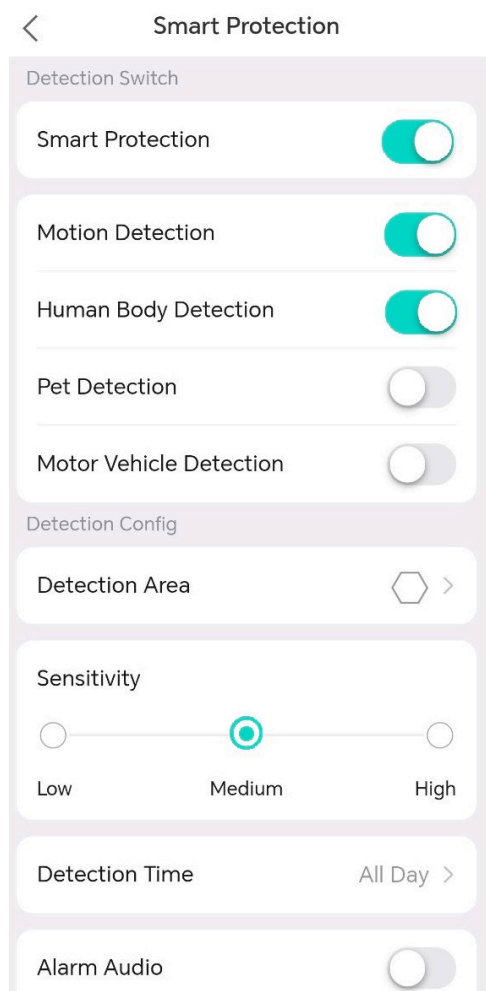 Smart Protection
Detection Switch
Smart Protection
Motion Detection
Human Body Detection
Pet Detection
Motor Vehicle Detection
Detection Config
Detection Area
Sensitivity
Low Medium High
Detection Time All Day
Alarm Audio